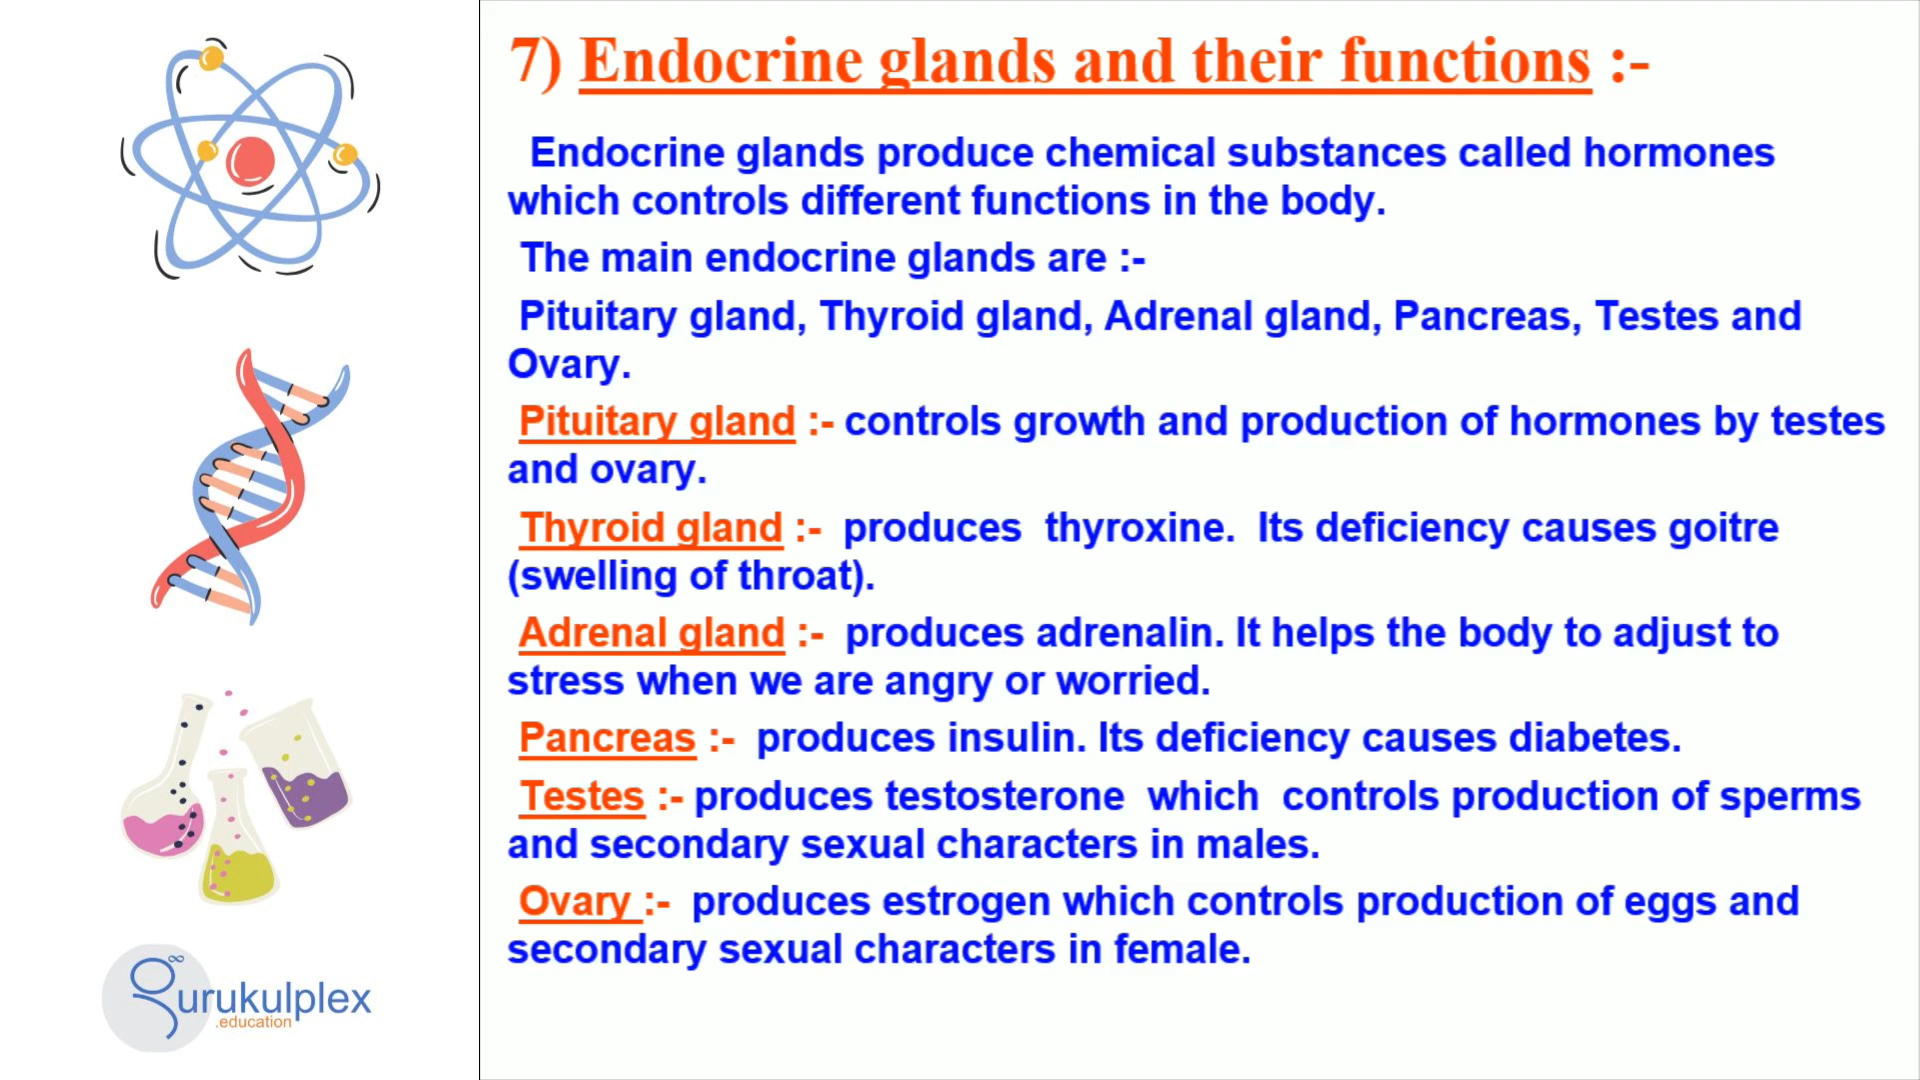 7) Endocrine glands and their functions :-
Endocrine glands produce chemical substances called hormones
which controls different functions in the body.
The main endocrine glands are :-
Pituitary gland, Thyroid gland, Adrenal gland, Pancreas, Testes and
Ovary.
Pituitary gland :- controls growth and production of hormones by testes
and ovary.
Thyroid gland :- produces thyroxine. Its deficiency causes goitre
(swelling of throat).
Adrenal gland :- produces adrenalin. It helps the body to adjust to
stress when we are angry or worried.
Pancreas :- produces insulin. Its deficiency causes diabetes.
Testes :- produces testosterone which controls production of sperms
and secondary sexual characters in males.
Ovary :- produces estrogen which controls production of eggs and
secondary sexual characters in female.
gurukulplex
.education